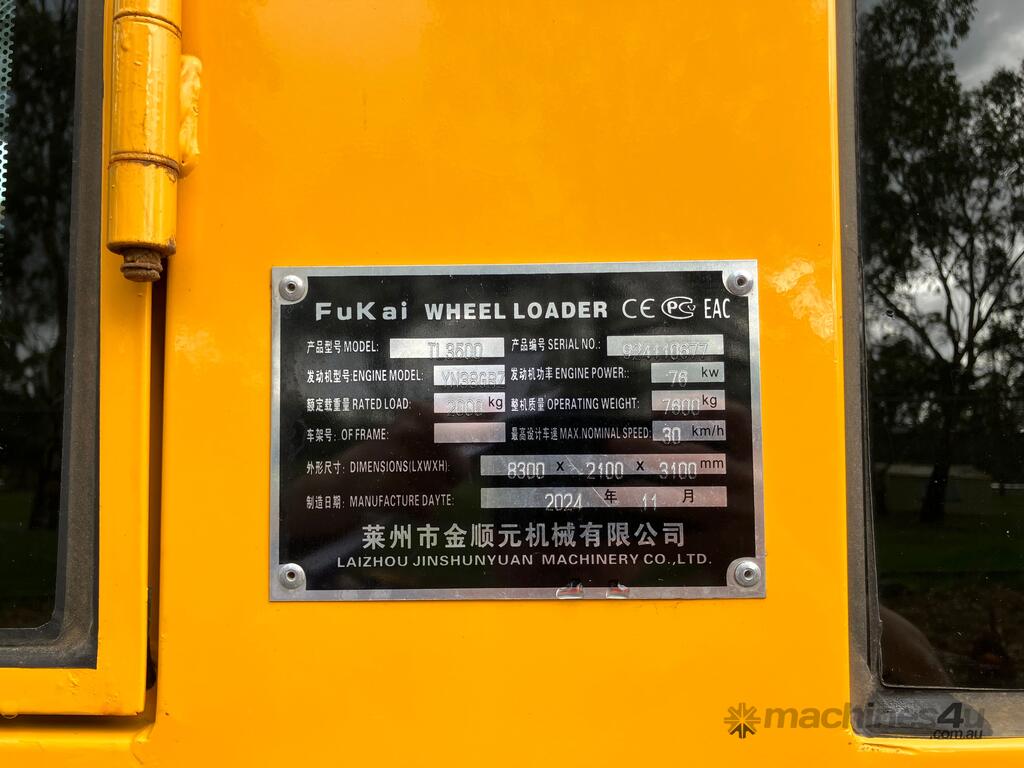 FuKai WHEEL LOADER CE PC EAC
产品型号 MODEL: TL3500 产品编号 SERIAL NO.: 924110677
发动机型号: ENGINE MODEL: YN38GBZ 发动机功率 ENGINE POWER:: 76 kw
额定载重量 RATED LOAD: 2000 kg 整机质量 OPERATING WEIGHT: 7600 kg
车架号: OF FRAME: 最高设计车速 MAX.NOMINAL SPEED: 30 km/h
外形尺寸: DIMENSIONS(LXWXH): 8300 x 2100 x 3100 mm
制造日期: MANUFACTURE DAYTE: 2024 年 11 月
莱州市金顺元机械有限公司
LAIZHOU JINSHUNYUAN MACHINERY CO.,LTD.
machines4u
.com.au